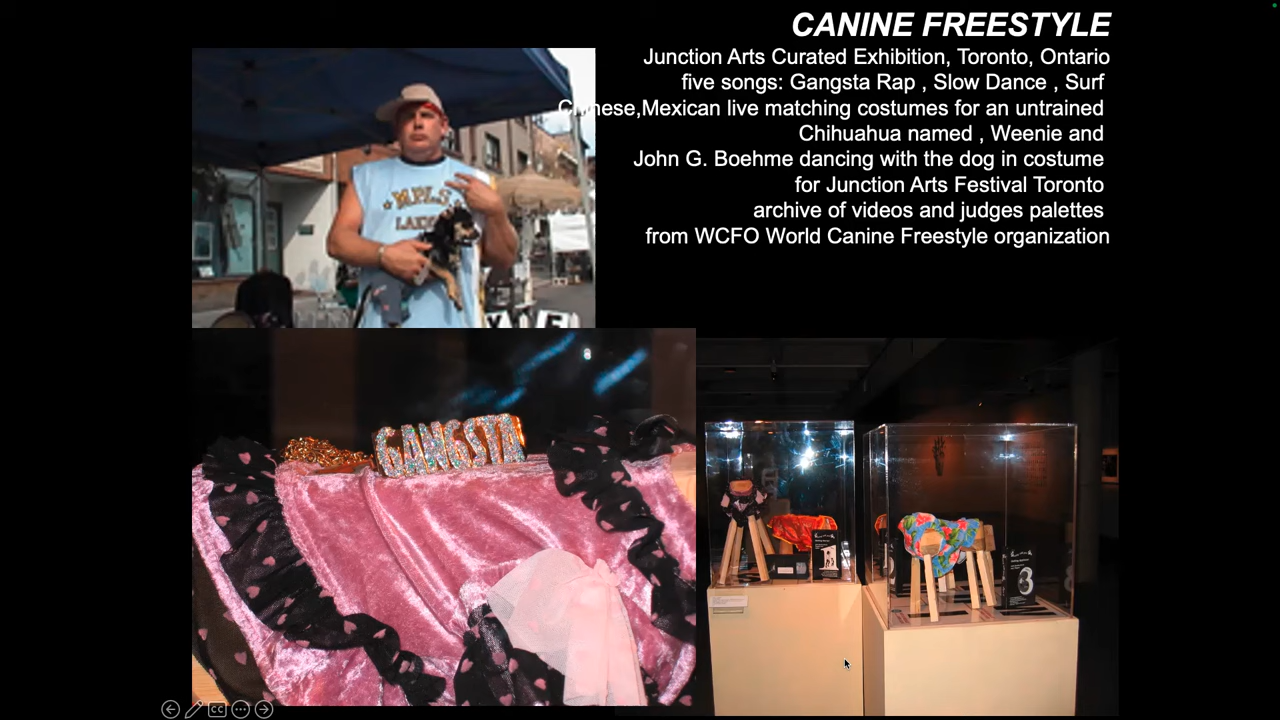 CANINE FREESTYLE
Junction Arts Curated Exhibition, Toronto, Ontario
five songs: Gangsta Rap , Slow Dance , Surf
Chinese,Mexican live matching costumes for an untrained
Chihuahua named , Weenie and
John G. Boehme dancing with the dog in costume
for Junction Arts Festival Toronto
archive of videos and judges palettes
from WCFO World Canine Freestyle organization
MPLS
GANGSTA
CC